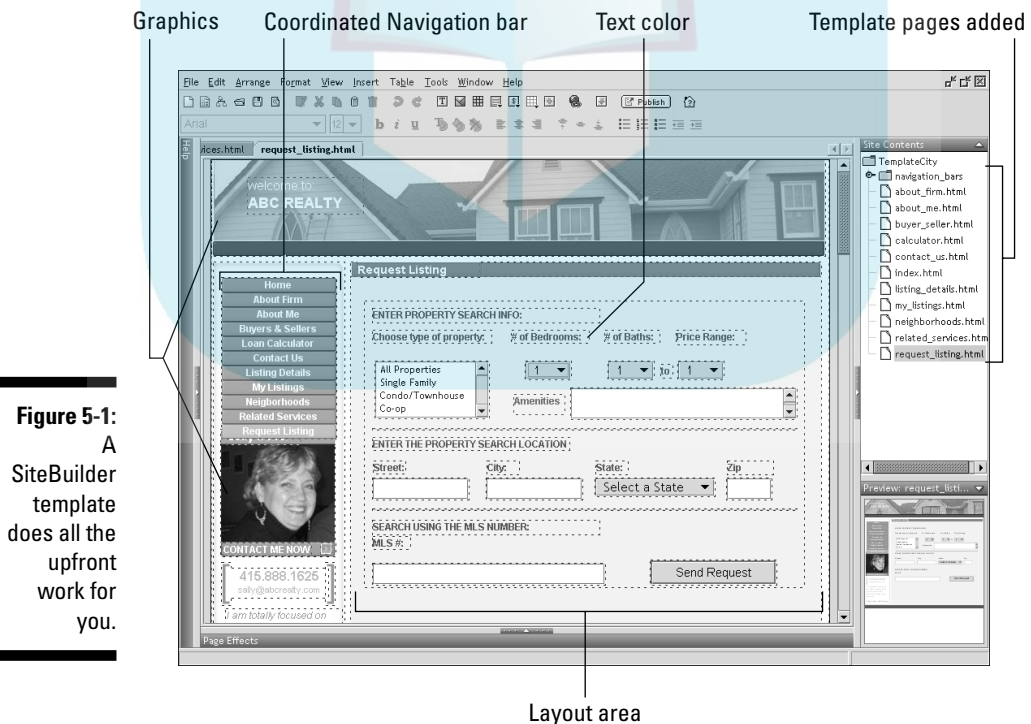 Graphics
Coordinated Navigation bar
Text color
Template pages added
File Edit Arrange Format View Insert Table Tools Window Help
Publish
Arial
12
b i u
Help
ices.html
request_listing.html
welcome to:
ABC REALTY
Home
About Firm
About Me
Buyers & Sellers
Loan Calculator
Contact Us
Listing Details
My Listings
Neigborhoods
Related Services
Request Listing
CONTACT ME NOW
415.888.1625
sally@abcrealty.com
I am totally focused on
Request Listing
ENTER PROPERTY SEARCH INFO:
Choose type of property:
# of Bedrooms:
# of Baths:
Price Range:
All Properties
Single Family
Condo/Townhouse
Co-op
1
1
to
1
Amenities
ENTER THE PROPERTY SEARCH LOCATION
Street:
City:
State:
Zip
Select a State
SEARCH USING THE MLS NUMBER:
MLS #:
Send Request
Page Effects
Site Contents
TemplateCity
navigation_bars
about_firm.html
about_me.html
buyer_seller.html
calculator.html
contact_us.html
index.html
listing_details.html
my_listings.html
neighborhoods.html
related_services.htm
request_listing.html
Preview: request_listi...
Layout area
Figure 5-1:
A
SiteBuilder
template
does all the
upfront
work for
you.